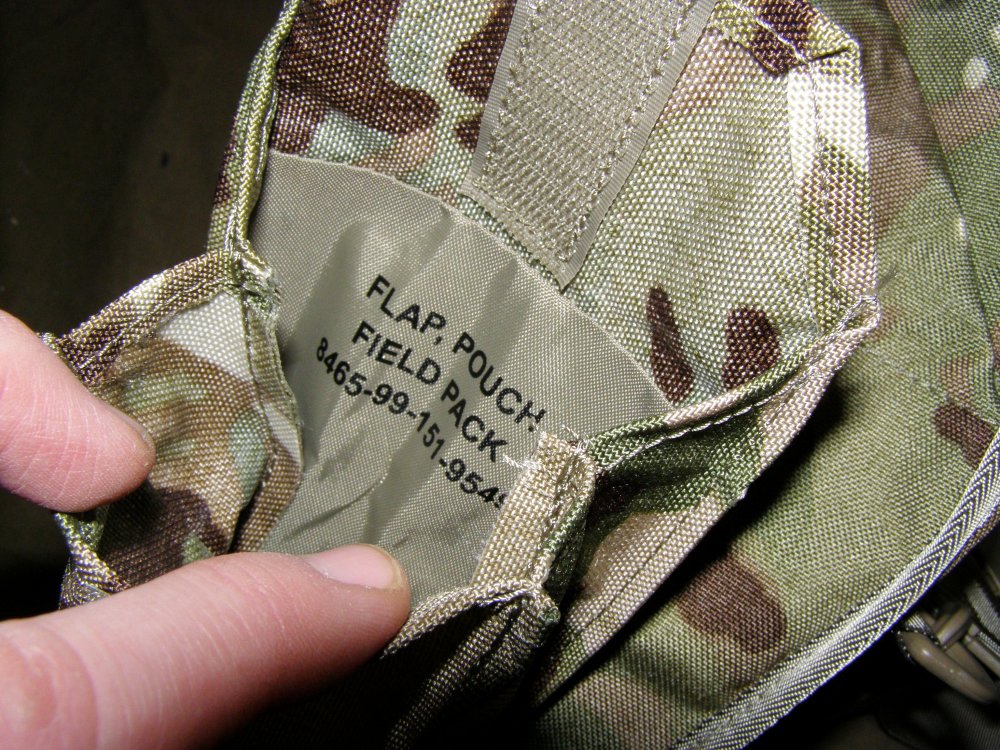 FLAP, POUCH,
FIELD PACK
8465-99-151-954